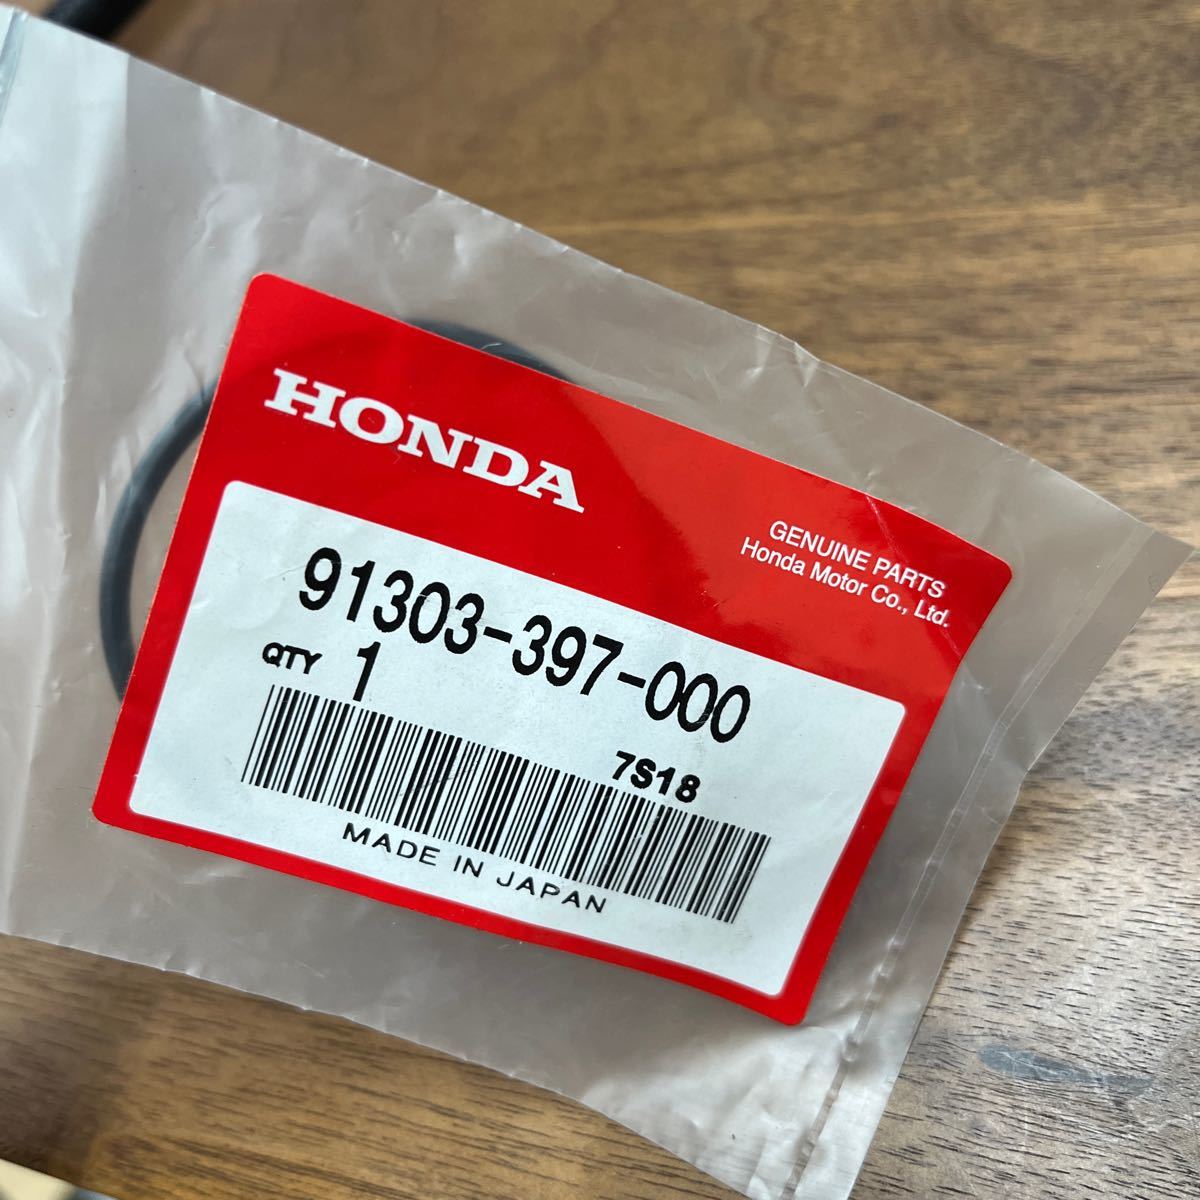 HONDA
GENUINE PARTS
Honda Motor Co., Ltd.
91303-397-000
QTY 1
7S18
MADE IN JAPAN